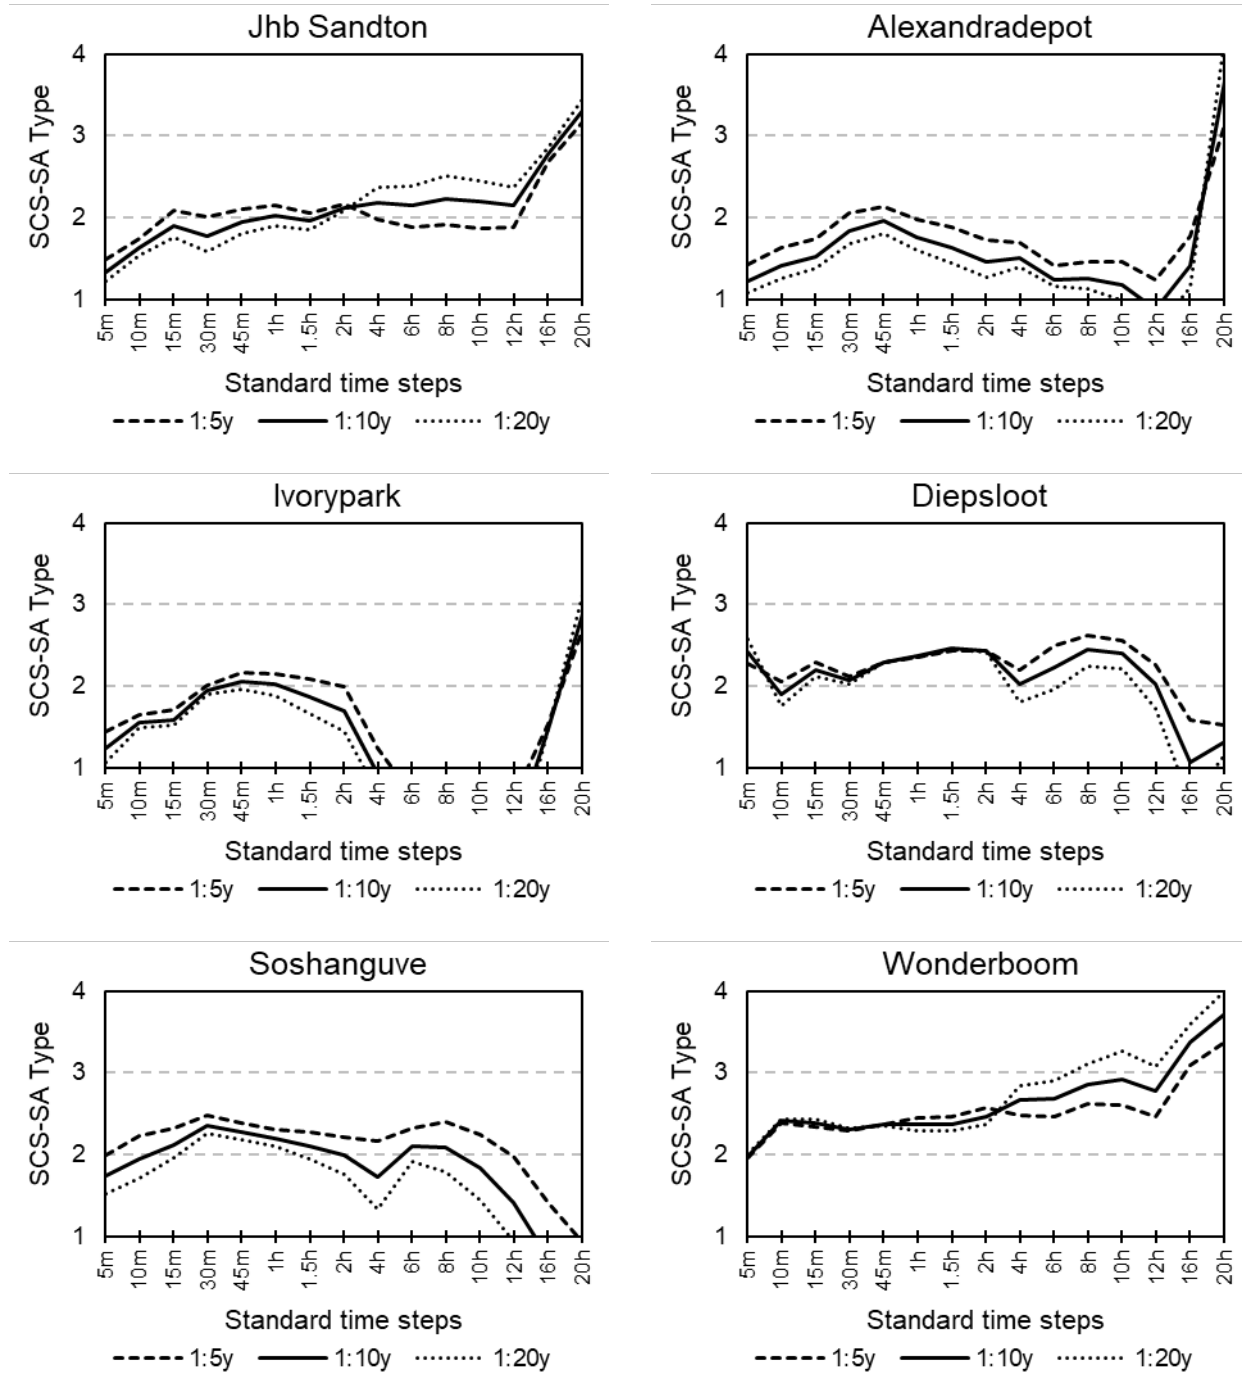 Jhb Sandton
4
3
2
1
SCS-SA Type
5m 10m 15m 30m 45m 1h 1.5h 2h 4h 6h 8h 10h 12h 16h 20h
Standard time steps
1:5y 1:10y 1:20y
Alexandradepot
4
3
2
1
SCS-SA Type
5m 10m 15m 30m 45m 1h 1.5h 2h 4h 6h 8h 10h 12h 16h 20h
Standard time steps
1:5y 1:10y 1:20y
Ivorypark
4
3
2
1
SCS-SA Type
5m 10m 15m 30m 45m 1h 1.5h 2h 4h 6h 8h 10h 12h 16h 20h
Standard time steps
1:5y 1:10y 1:20y
Diepsloot
4
3
2
1
SCS-SA Type
5m 10m 15m 30m 45m 1h 1.5h 2h 4h 6h 8h 10h 12h 16h 20h
Standard time steps
1:5y 1:10y 1:20y
Soshanguve
4
3
2
1
SCS-SA Type
5m 10m 15m 30m 45m 1h 1.5h 2h 4h 6h 8h 10h 12h 16h 20h
Standard time steps
1:5y 1:10y 1:20y
Wonderboom
4
3
2
1
SCS-SA Type
5m 10m 15m 30m 45m 1h 1.5h 2h 4h 6h 8h 10h 12h 16h 20h
Standard time steps
1:5y 1:10y 1:20y